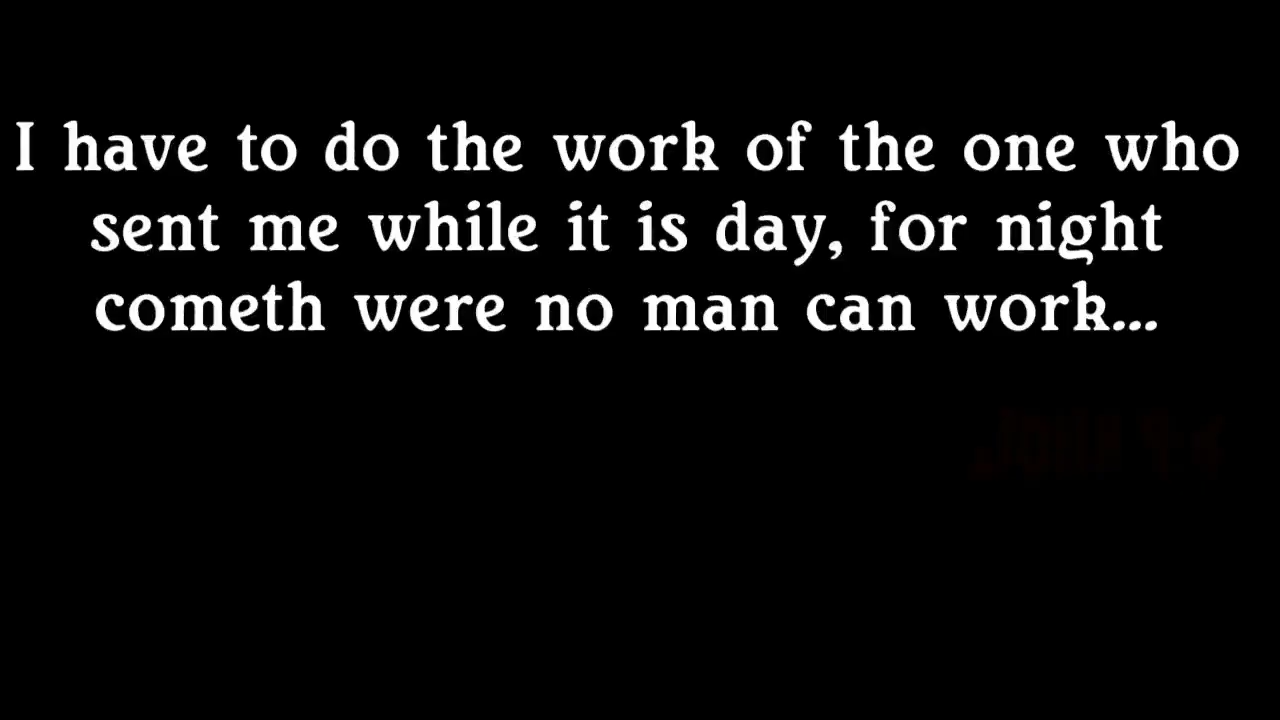 I have to do the work of the one who
sent me while it is day, for night
cometh were no man can work...